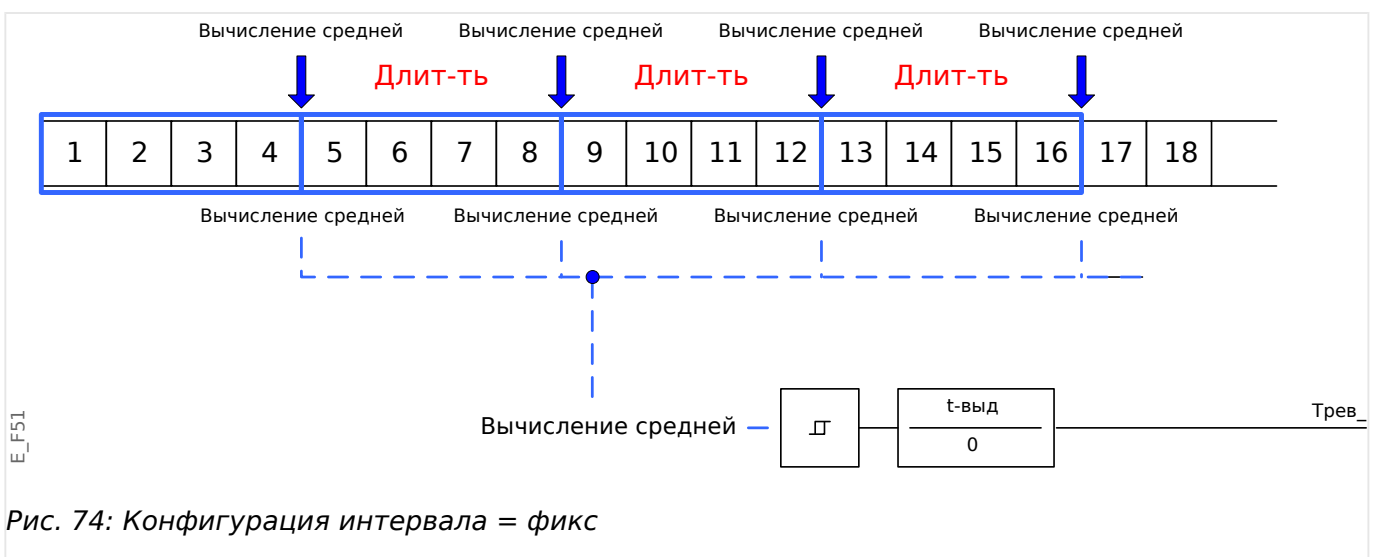 Вычисление средней Вычисление средней Вычисление средней Вычисление средней
Длит-ть Длит-ть Длит-ть
1 2 3 4 5 6 7 8 9 10 11 12 13 14 15 16 17 18
Вычисление средней Вычисление средней Вычисление средней Вычисление средней
t-выд
Вычисление средней
0
Трев_
E_F51
Рис. 74: Конфигурация интервала = фикс